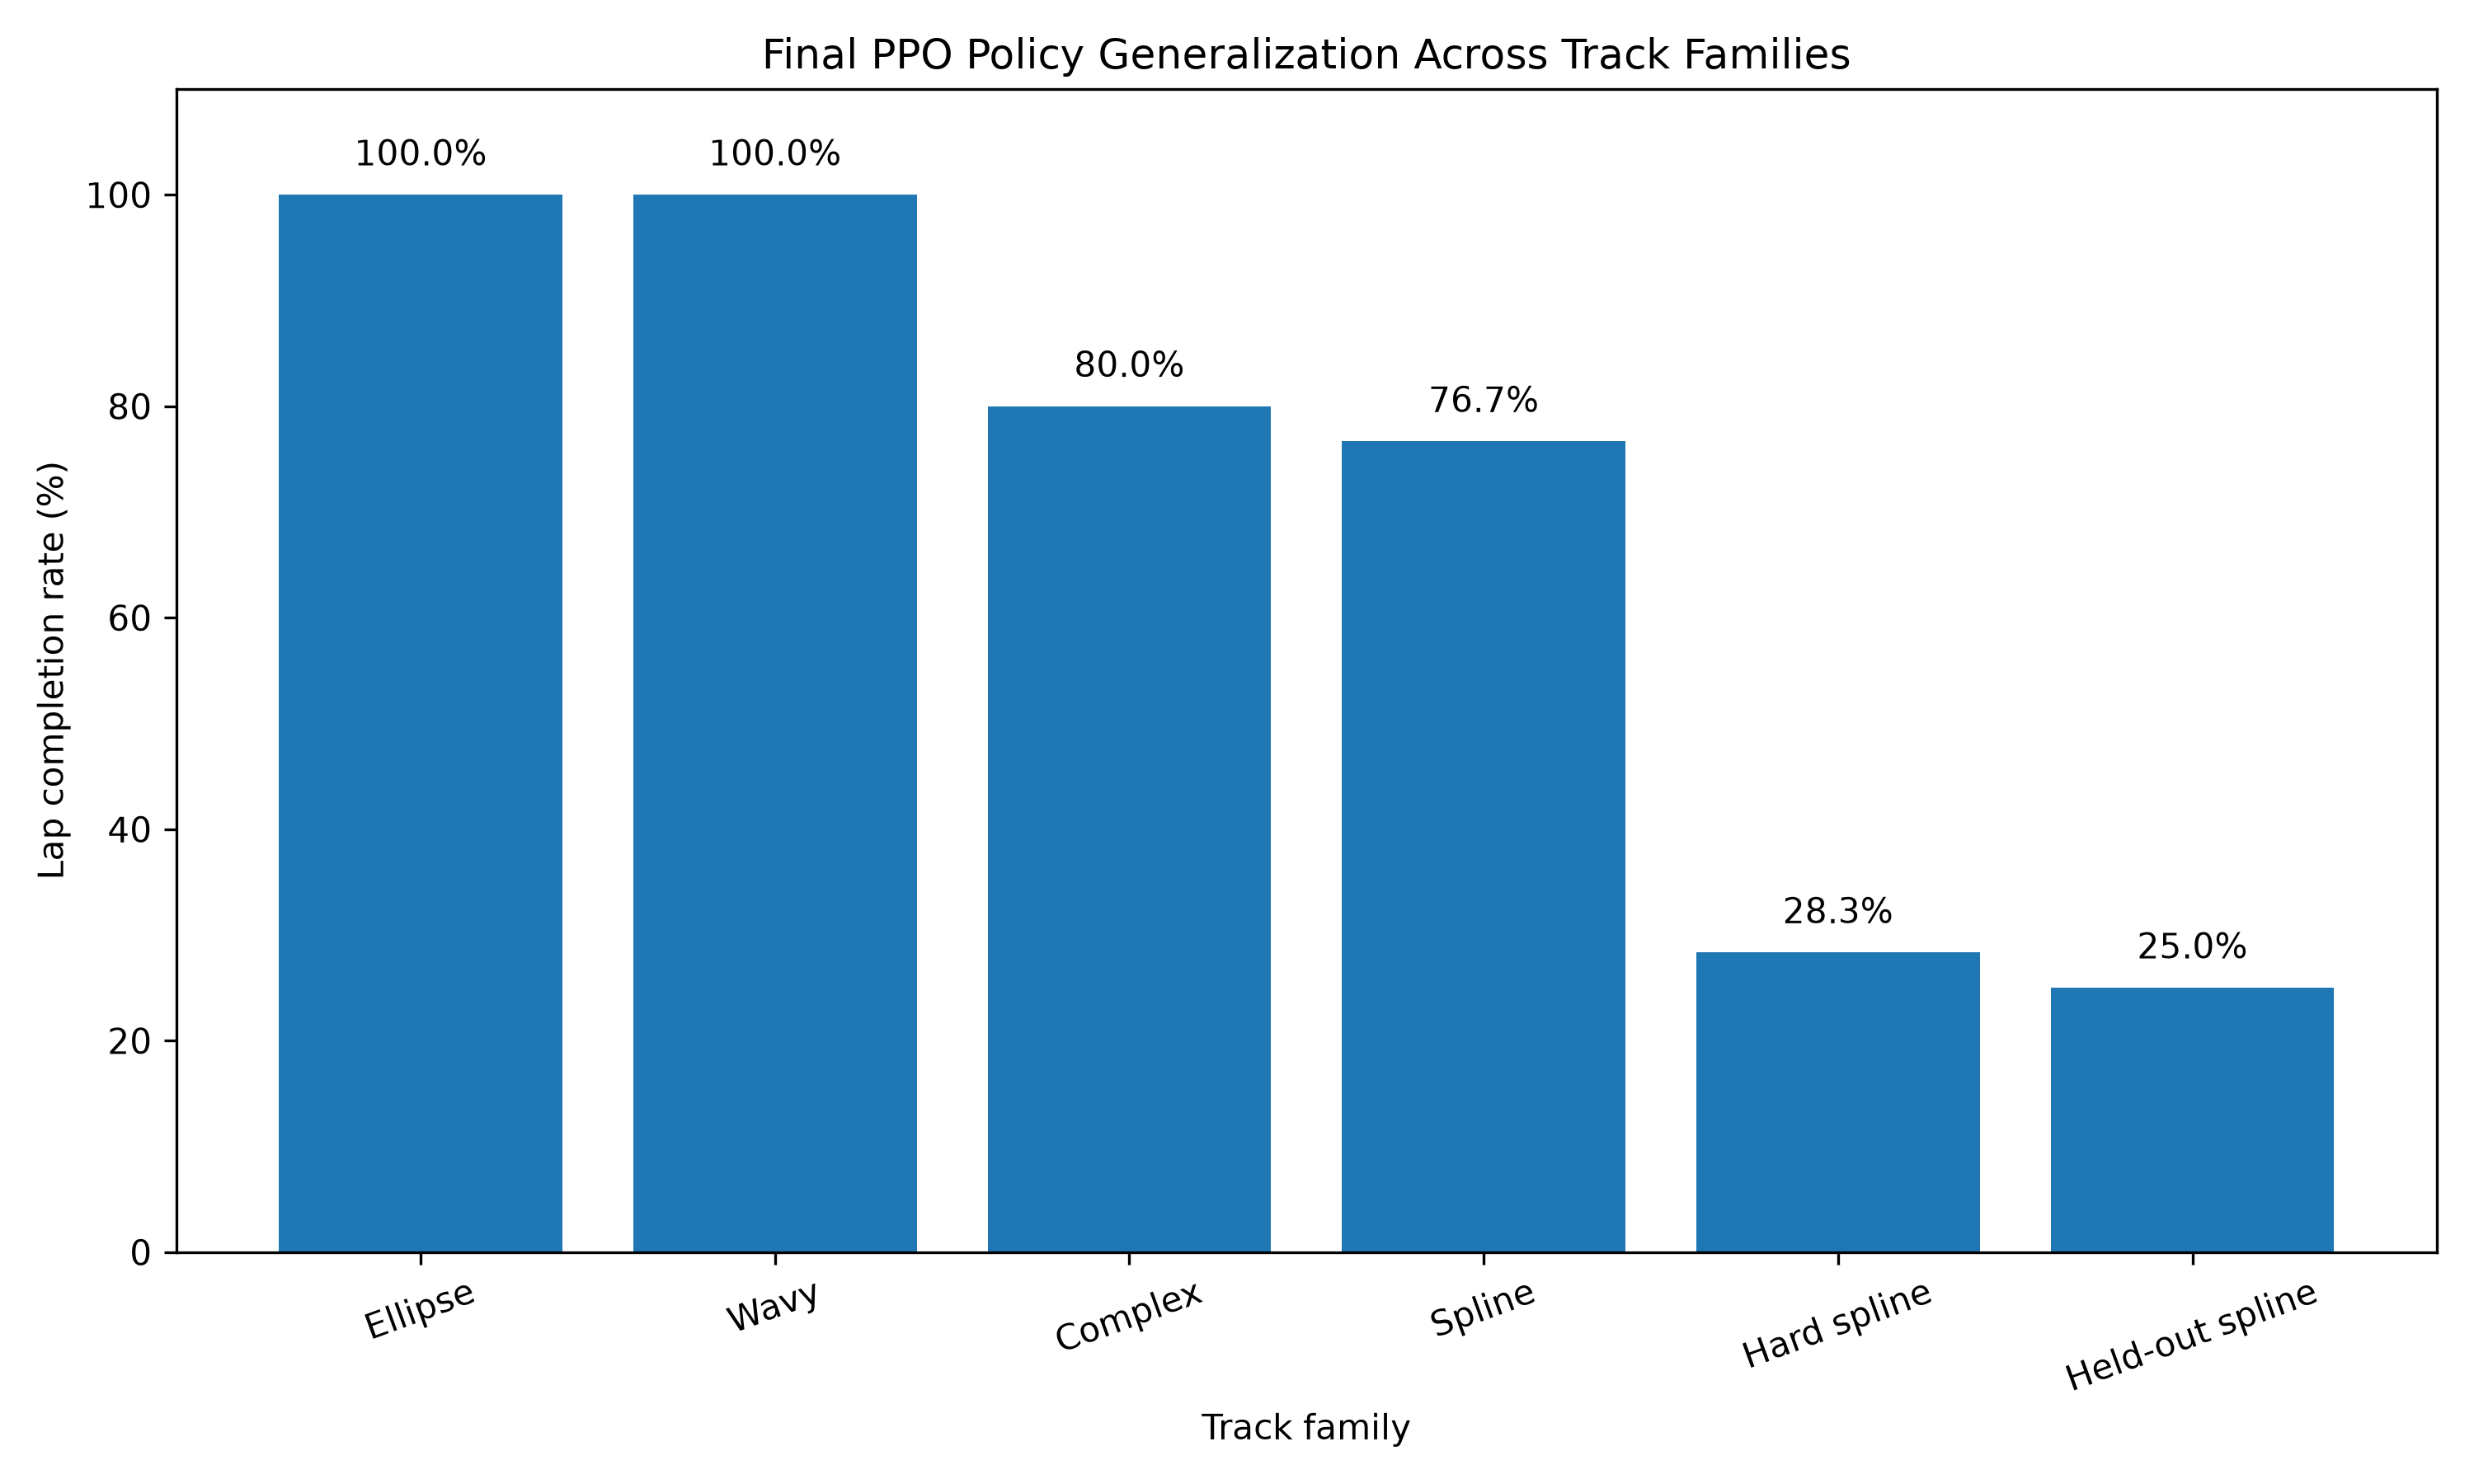 Final PPO Policy Generalization Across Track Families
Lap completion rate (%)
100
80
60
40
20
0
100.0%
100.0%
80.0%
76.7%
28.3%
25.0%
Ellipse
Wavy
Complex
Spline
Hard spline
Held-out spline
Track family